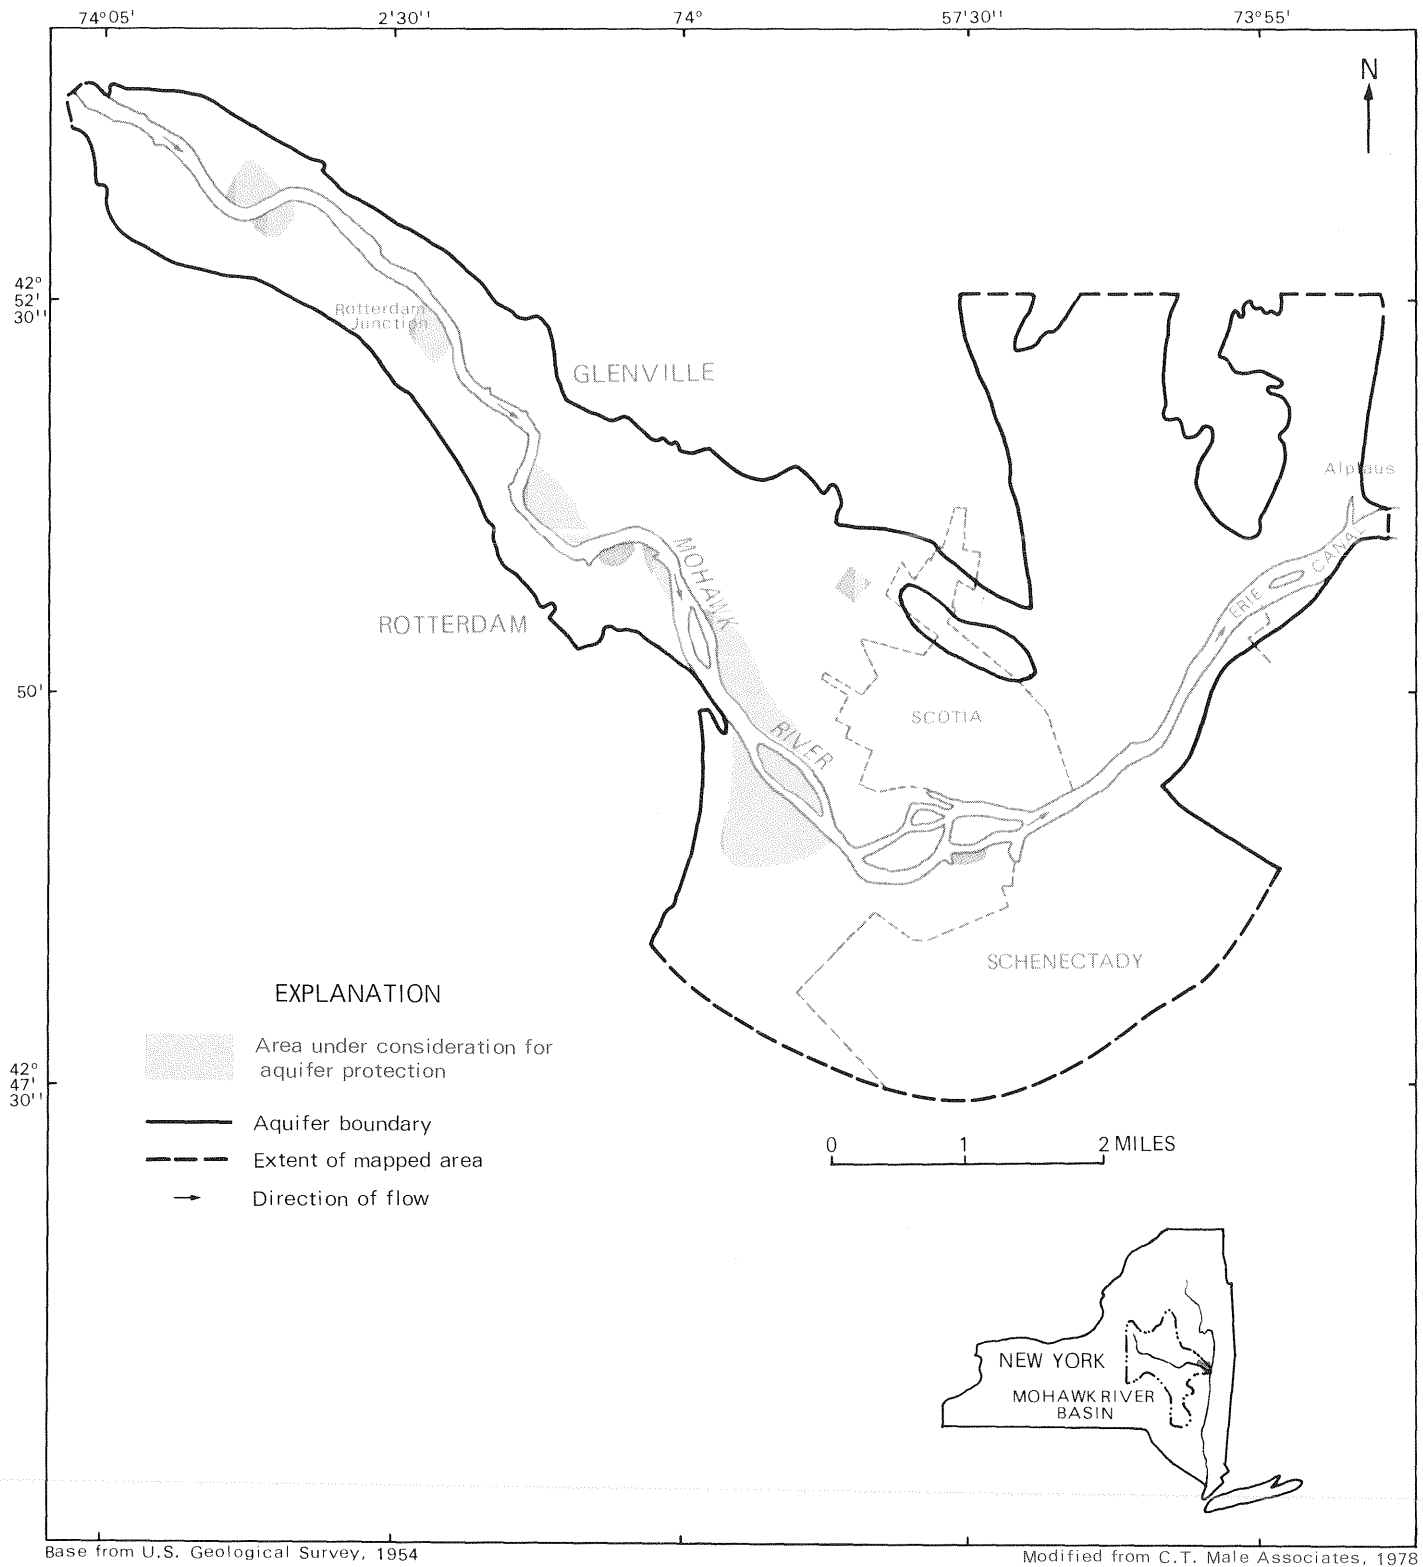 74° 05' 2'30'' 74° 57'30'' 73°55'
N
42°
52'
30''
Rotterdam
Junction
GLENVILLE
Alplaus
MOHAWK
ERIE CANAL
ROTTERDAM
50'
SCOTIA
RIVER
SCHENECTADY
EXPLANATION
Area under consideration for
aquifer protection
42°
47'
30''
Aquifer boundary
0 1 2 MILES
Extent of mapped area
Direction of flow
NEW YORK
MOHAWK RIVER
BASIN
Base from U.S. Geological Survey, 1954
Modified from C.T. Male Associates, 1978